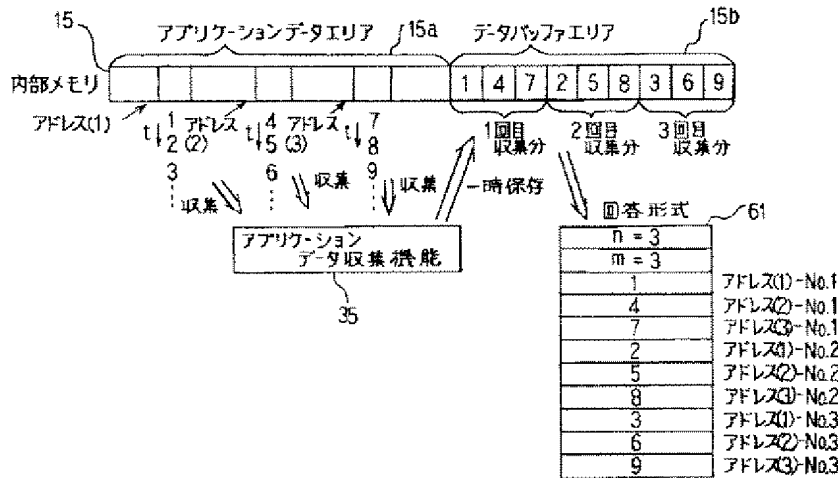 15
アプリケーションデータエリア
15a
データバッファエリア
15b
内部メモリ
1 4 7 2 5 8 3 6 9
アドレス(1)
t
1
2
3
アドレス
(2)
t
4
5
6
アドレス
(3)
t
7
8
9
1回目
収集分
2回目
収集分
3回目
収集分
収集
収集
収集
一時保存
アプリケーション
データ収集機能
35
回答形式
61
n = 3
m = 3
1 アドレス(1)-No.1
4 アドレス(2)-No.1
7 アドレス(3)-No.1
2 アドレス(1)-No.2
5 アドレス(2)-No.2
8 アドレス(3)-No.2
3 アドレス(1)-No.3
6 アドレス(2)-No.3
9 アドレス(3)-No.3